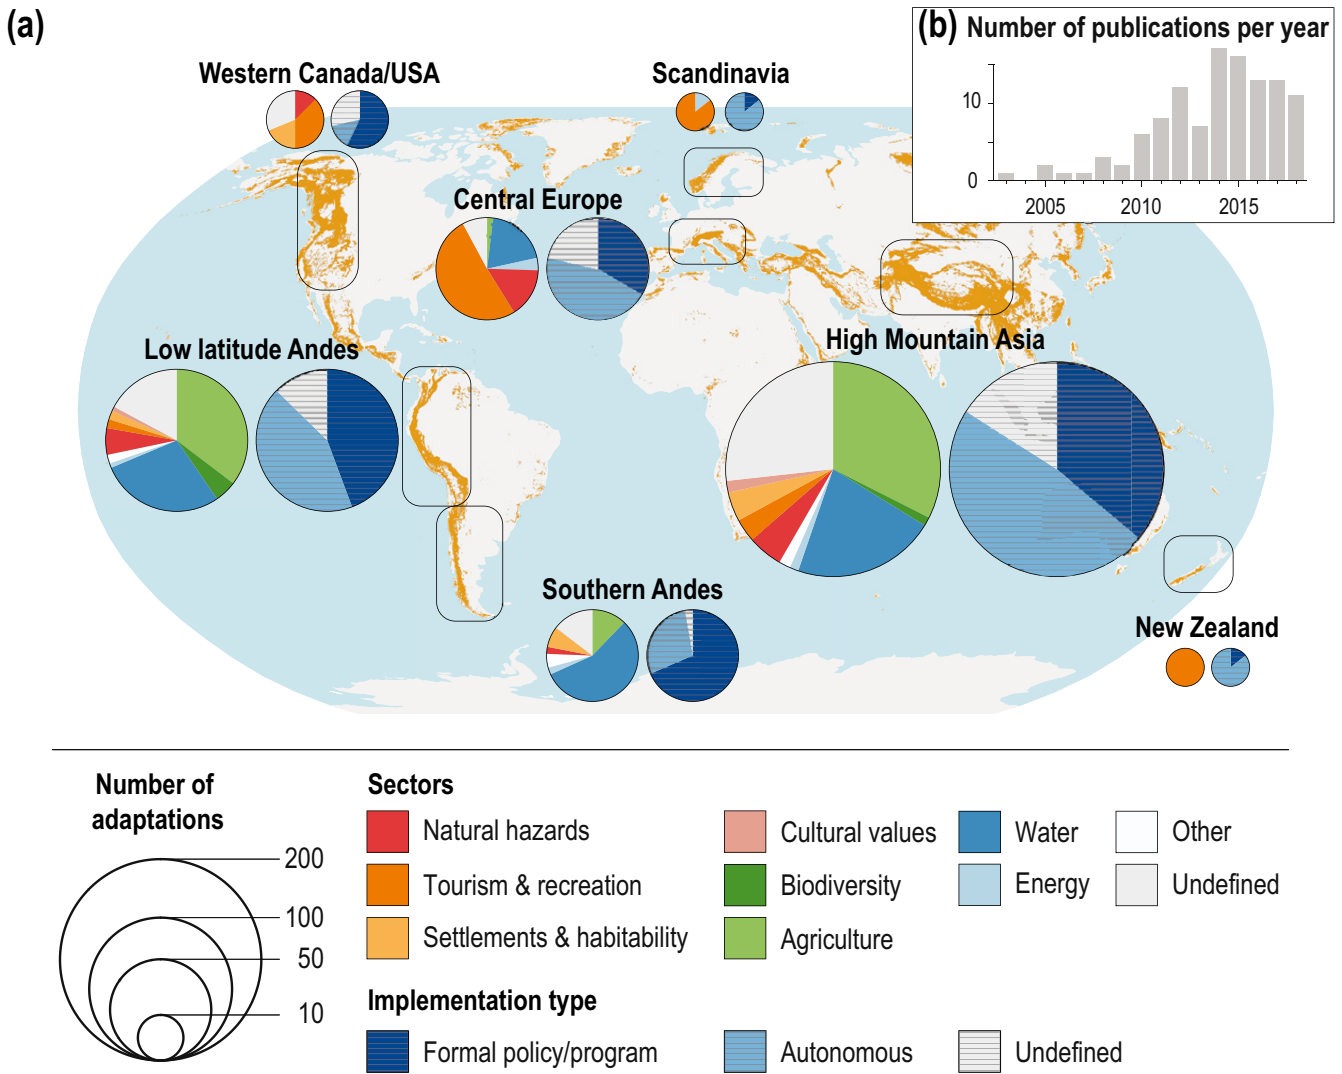 (a)
(b) Number of publications per year
10
0
2005 2010 2015
Western Canada/USA
Scandinavia
Central Europe
High Mountain Asia
Low latitude Andes
Southern Andes
New Zealand
Number of
adaptations
200
100
50
10
Sectors
Natural hazards
Tourism & recreation
Settlements & habitability
Cultural values
Biodiversity
Agriculture
Water
Energy
Other
Undefined
Implementation type
Formal policy/program
Autonomous
Undefined